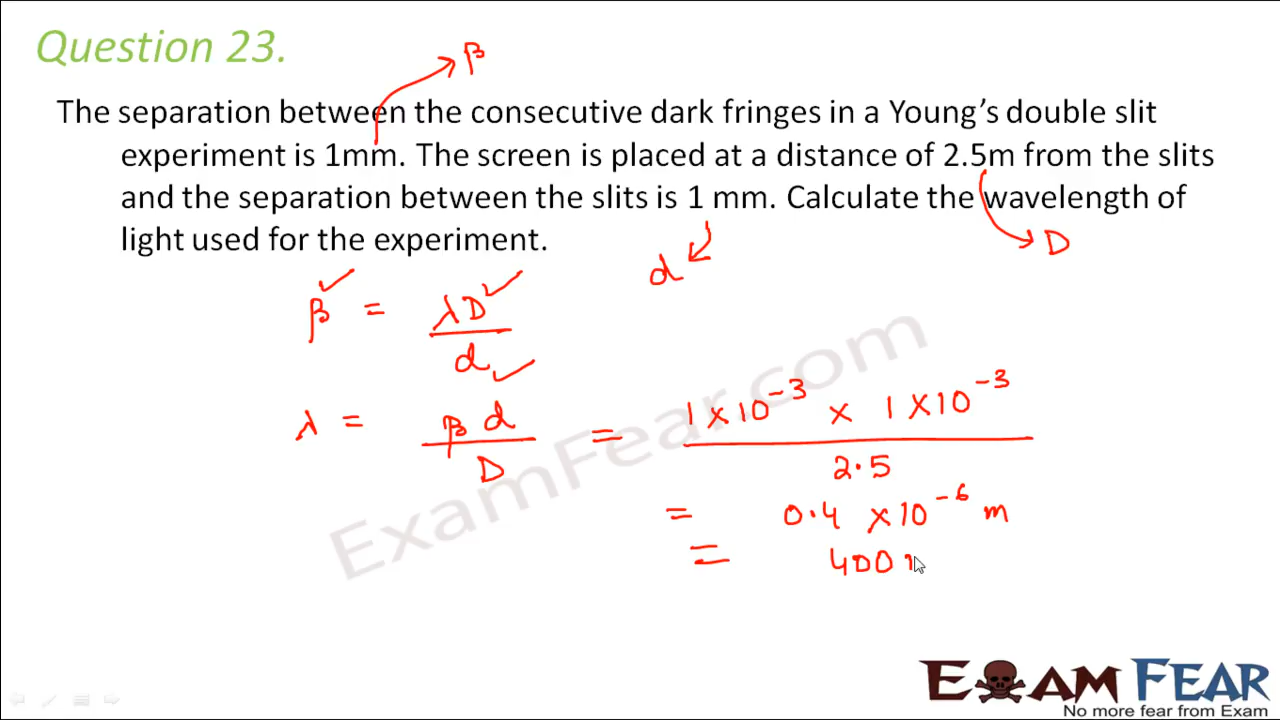 Question 23.
β
The separation between the consecutive dark fringes in a Young's double slit
experiment is 1mm. The screen is placed at a distance of 2.5m from the slits
and the separation between the slits is 1 mm. Calculate the wavelength of
light used for the experiment.
D
d
β = λD
d
λ = β d = 1 × 10⁻³ × 1 × 10⁻³
D 2.5
= 0.4 × 10⁻⁶ m
= 400
ExamFear.com
EXAM FEAR
No more fear from Exam